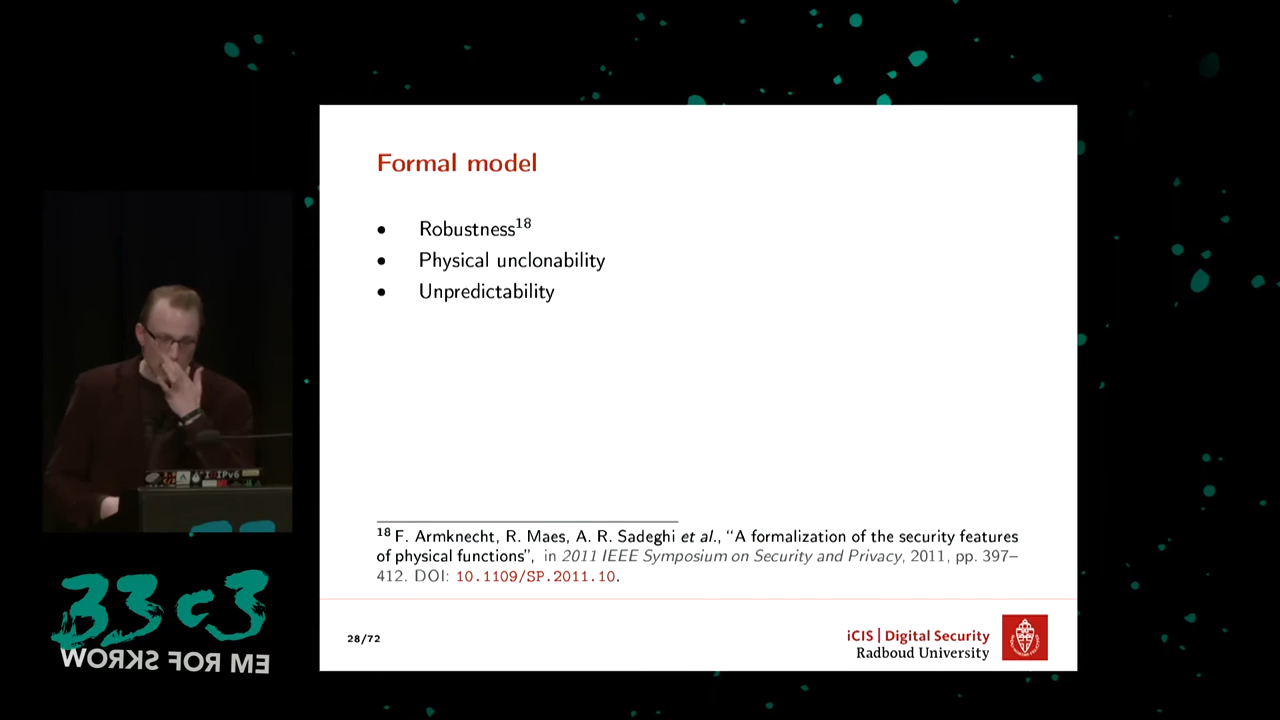 Formal model
• Robustness18
• Physical unclonability
• Unpredictability
18 F. Armknecht, R. Maes, A. R. Sadeghi et al., “A formalization of the security features
of physical functions”, in 2011 IEEE Symposium on Security and Privacy, 2011, pp. 397–
412. DOI: 10.1109/SP.2011.10.
28/72
iCIS | Digital Security
Radboud University
IPv6
33c3
WORKS FOR ME